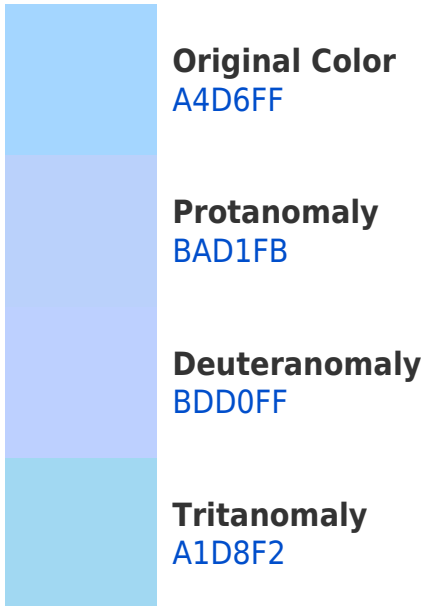 Original Color
A4D6FF
Protanomaly
BAD1FB
Deuteranomaly
BDD0FF
Tritanomaly
A1D8F2